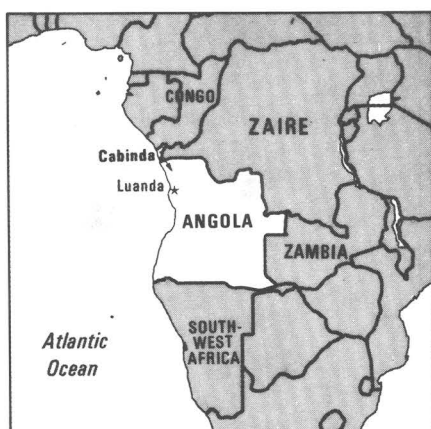 CONGO
ZAIRE
Cabinda
Luanda
ANGOLA
ZAMBIA
SOUTH-
WEST
AFRICA
Atlantic
Ocean